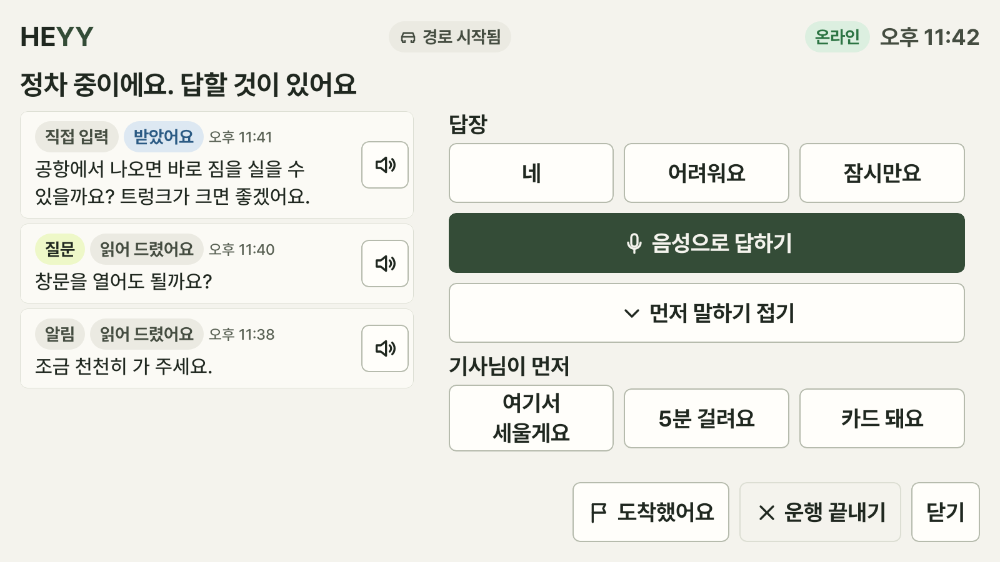 HEYY
경로 시작됨
온라인 오후 11:42
정차 중이에요. 답할 것이 있어요
직접 입력 받았어요 오후 11:41
공항에서 나오면 바로 짐을 실을 수
있을까요? 트렁크가 크면 좋겠어요.
질문 읽어 드렸어요 오후 11:40
창문을 열어도 될까요?
알림 읽어 드렸어요 오후 11:38
조금 천천히 가 주세요.
답장
네
어려워요
잠시만요
음성으로 답하기
먼저 말하기 접기
기사님이 먼저
여기서
세울게요
5분 걸려요
카드 돼요
도착했어요
운행 끝내기
닫기